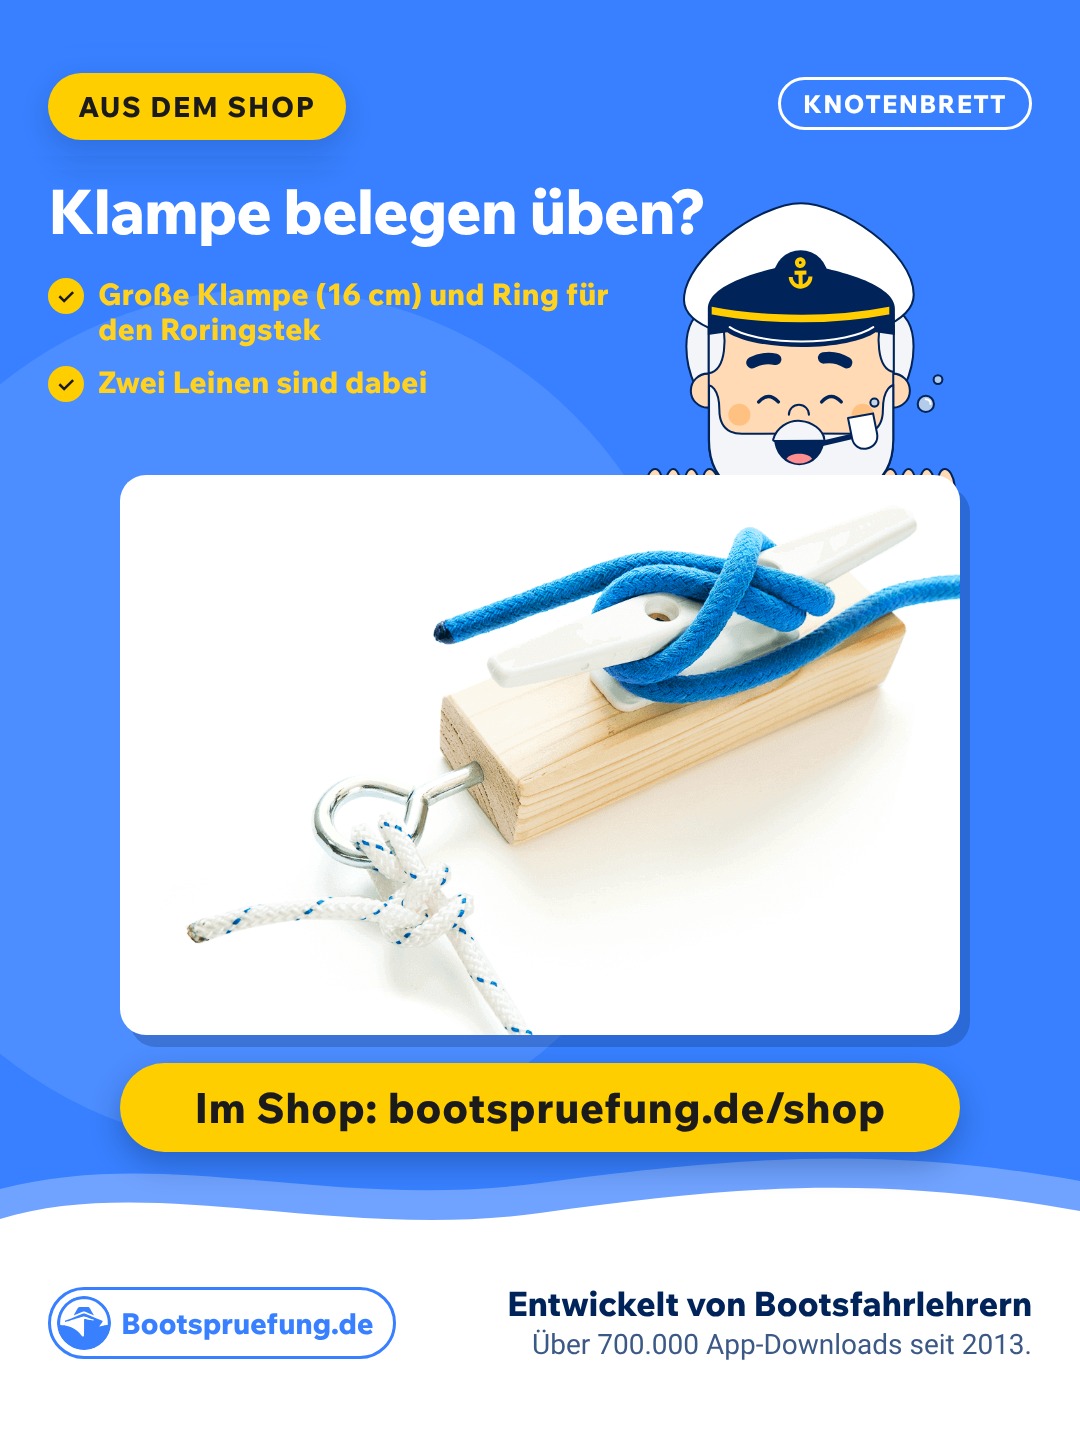 AUS DEM SHOP
KNOTENBRETT
Klampe belegen üben?
Große Klampe (16 cm) und Ring für
den Roringstek
Zwei Leinen sind dabei
Im Shop: bootspruefung.de/shop
Bootspruefung.de
Entwickelt von Bootsfahrlehrern
Über 700.000 App-Downloads seit 2013.